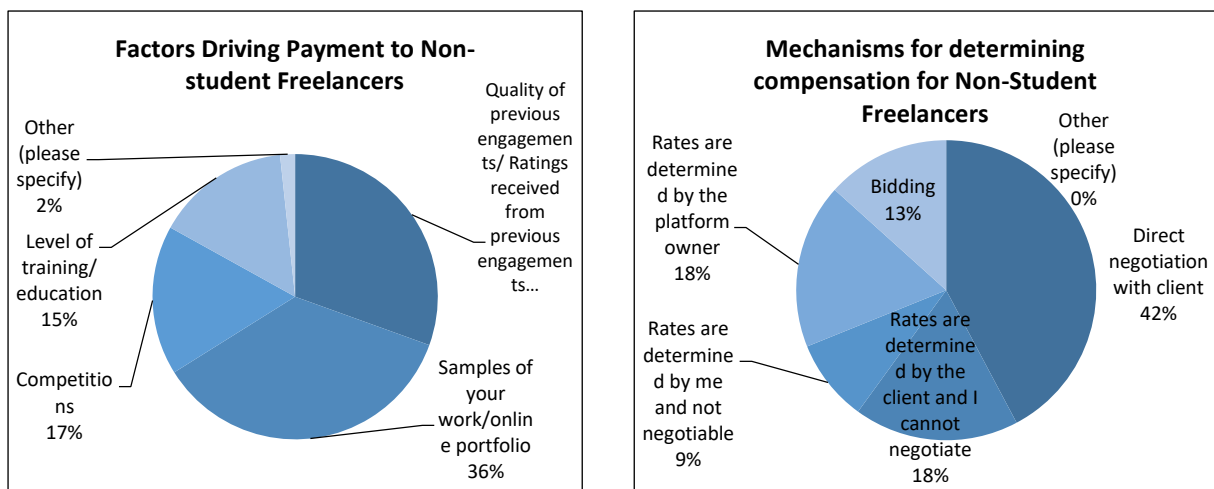 Factors Driving Payment to Non-
student Freelancers
Quality of
previous
engagemen
ts/ Ratings
received
from
previous
engagemen
ts...
Samples of
your
work/onlin
e portfolio
36%
Competitio
ns
17%
Level of
training/
education
15%
Other
(please
specify)
2%
Mechanisms for determining
compensation for Non-Student
Freelancers
Other
(please
specify)
0%
Direct
negotiation
with client
42%
Rates are
determine
d by the
client and I
cannot
negotiate
18%
Rates are
determine
d by me
and not
negotiable
9%
Rates are
determine
d by the
platform
owner
18%
Bidding
13%